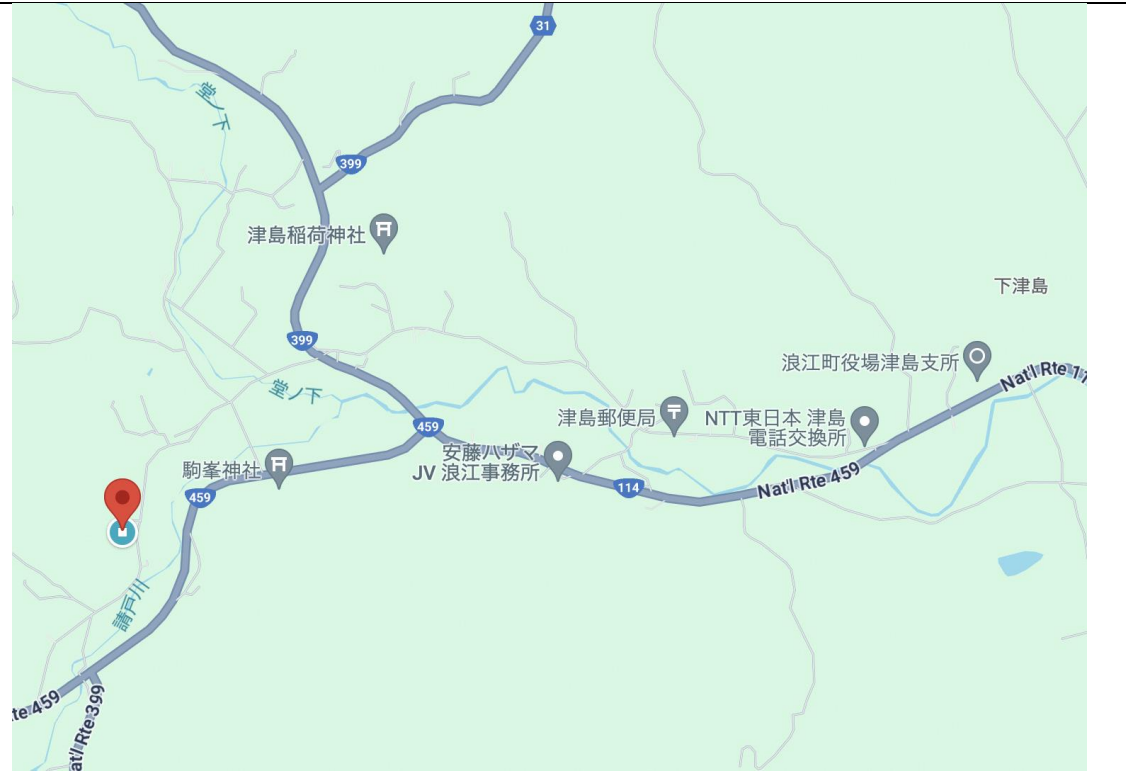 31
堂ノ下
399
津島稲荷神社
下津島
399
浪江町役場津島支所
Nat'l Rte 11
堂ノ下
459
津島郵便局
NTT東日本 津島
電話交換所
安藤ハザマ
JV 浪江事務所
駒峯神社
459
114
Nat'l Rte 459
請戸川
te 459
at'l Rte 399